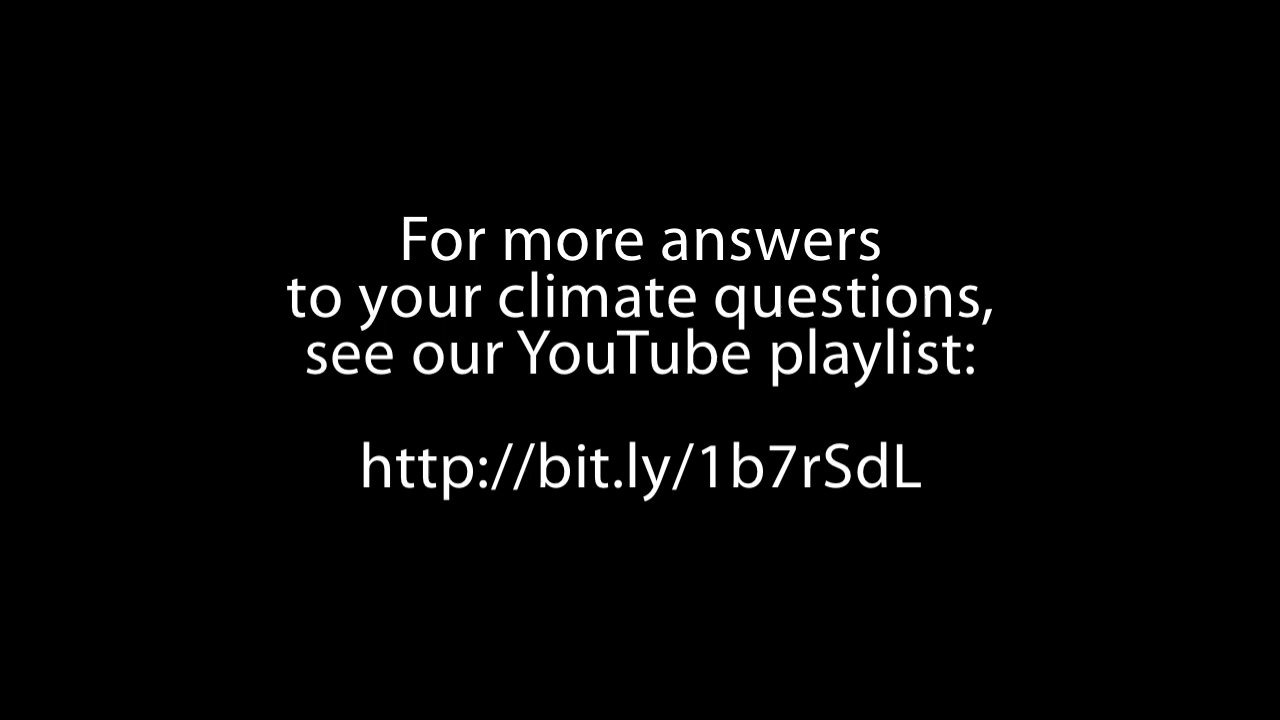 For more answers
to your climate questions,
see our YouTube playlist:
http://bit.ly/1b7rSdL